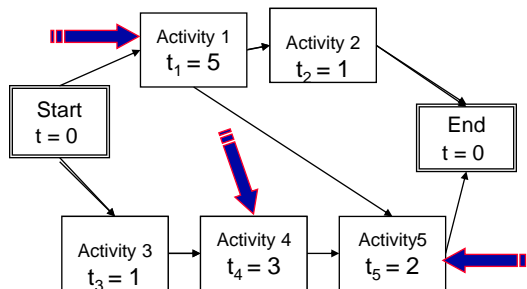 Activity 1
t1 = 5
Activity 2
t2 = 1
Start
t = 0
End
t = 0
Activity 3
t3 = 1
Activity 4
t4 = 3
Activity5
t5 = 2